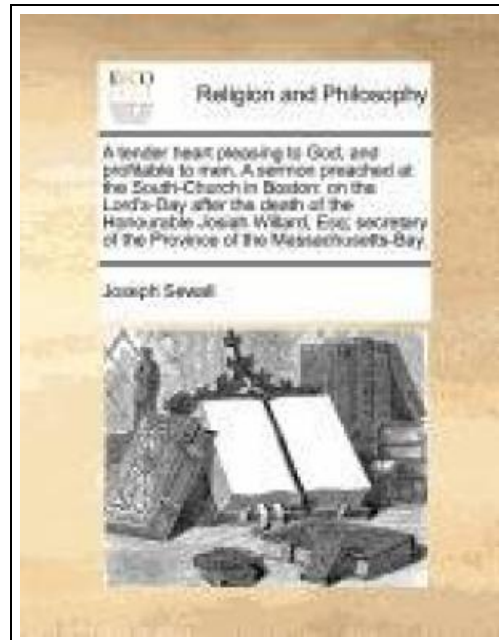 ECCO
Religion and Philosophy
A tender heart pleasing to God, and
profitable to men. A sermon preached at
the South-Church in Boston: on the
Lord's-Day after the death of the
Honourable Josiah Willard, Esq; secretary
of the Province of the Massachusetts-Bay.
Joseph Sewall